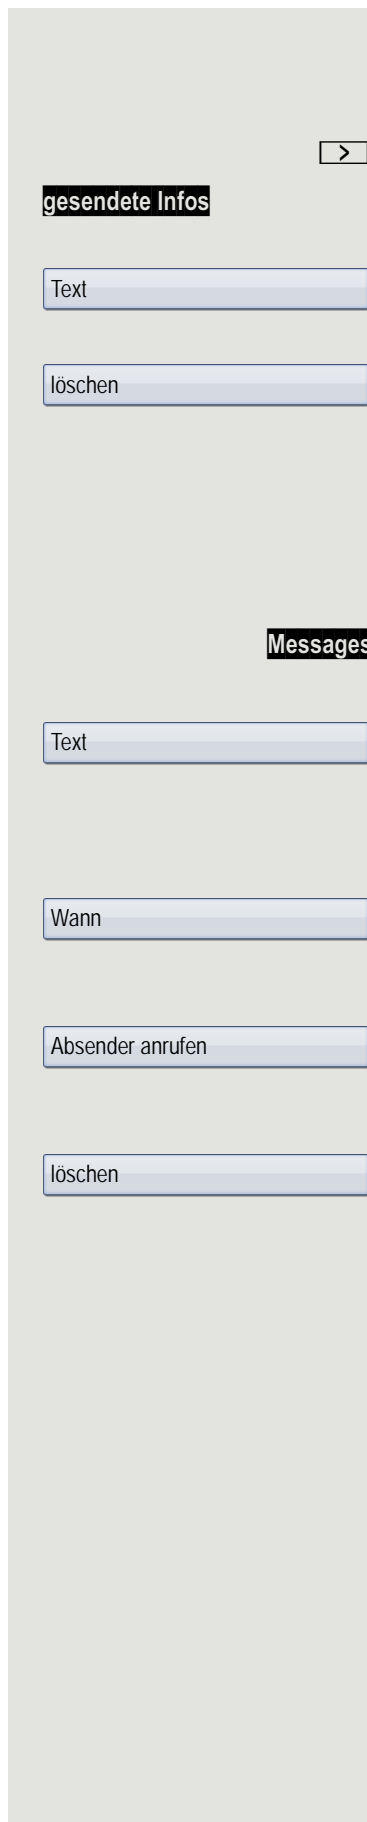 >
gesendete Infos
Text
löschen
Messages
Text
Wann
Absender anrufen
löschen